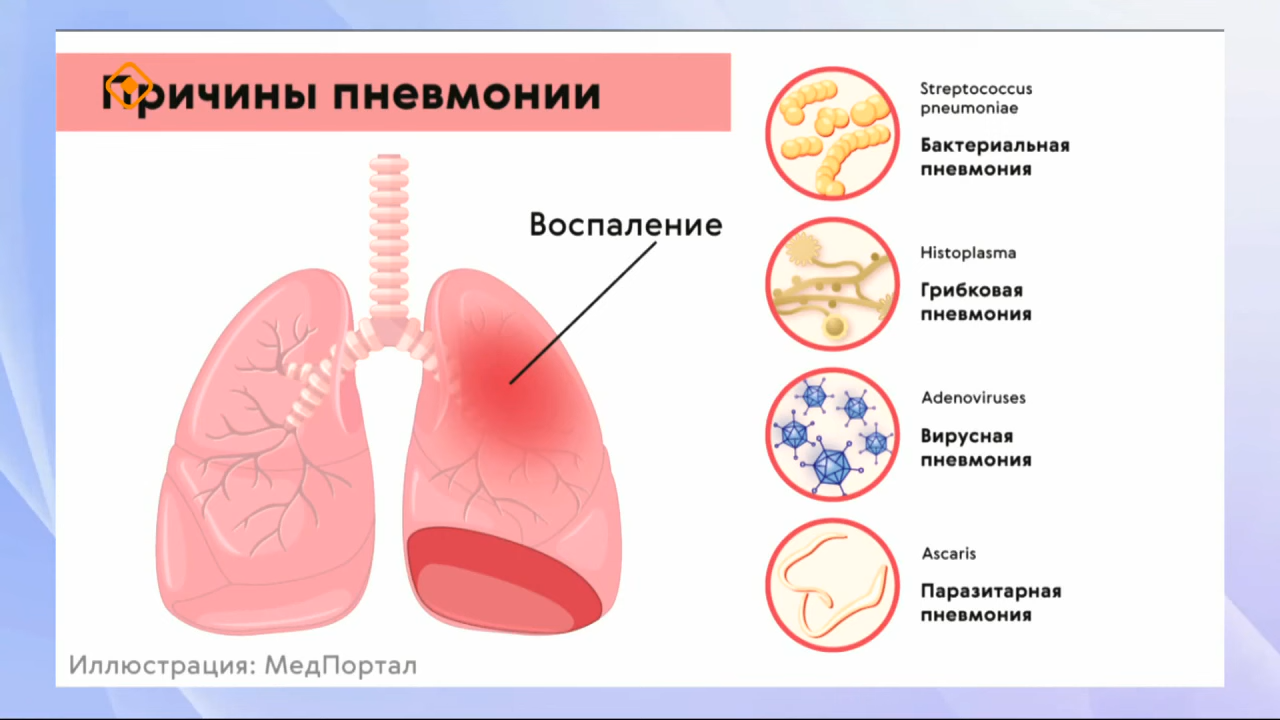 Причины пневмонии
Воспаление
Streptococcus
pneumoniae
Бактериальная
пневмония
Histoplasma
Грибковая
пневмония
Adenoviruses
Вирусная
пневмония
Ascaris
Паразитарная
пневмония
Иллюстрация: МедПортал